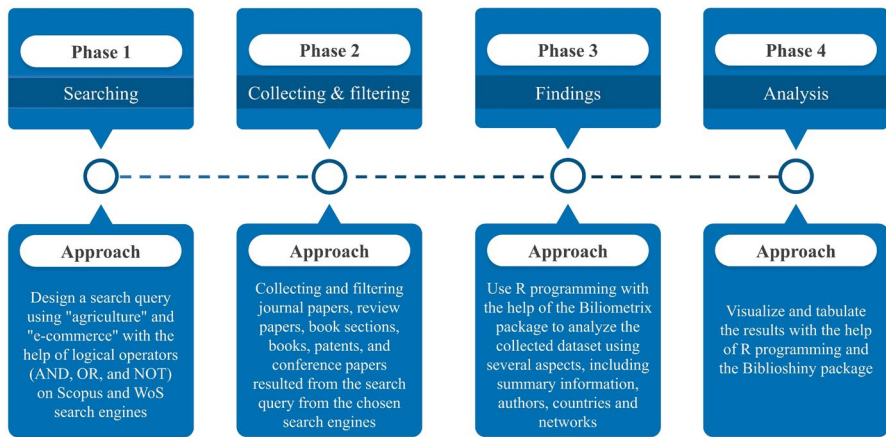 Phase 1
Searching
Phase 2
Collecting & filtering
Phase 3
Findings
Phase 4
Analysis
Approach
Design a search query
using "agriculture" and
"e-commerce" with the
help of logical operators
(AND, OR, and NOT)
on Scopus and WoS
search engines
Approach
Collecting and filtering
journal papers, review
papers, book sections,
books, patents, and
conference papers
resulted from the search
query from the chosen
search engines
Approach
Use R programming with
the help of the Biliometrix
package to analyze the
collected dataset using
several aspects, including
summary information,
authors, countries and
networks
Approach
Visualize and tabulate
the results with the help
of R programming and
the Biblioshiny package